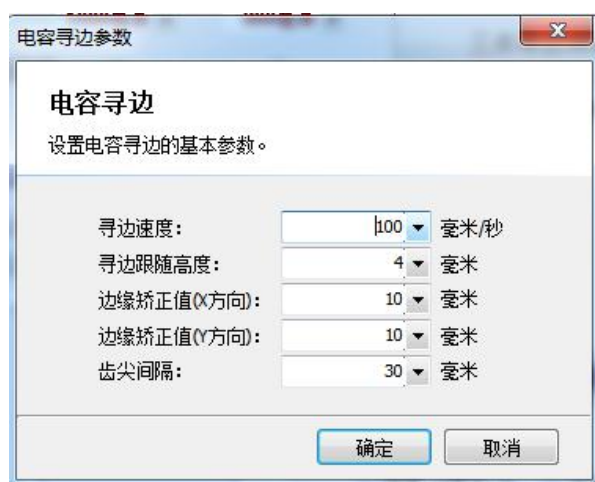 电容寻边参数
电容寻边
设置电容寻边的基本参数。
寻边速度: 100 毫米/秒
寻边跟随高度: 4 毫米
边缘矫正值(X方向): 10 毫米
边缘矫正值(Y方向): 10 毫米
齿尖间隔: 30 毫米
确定 取消